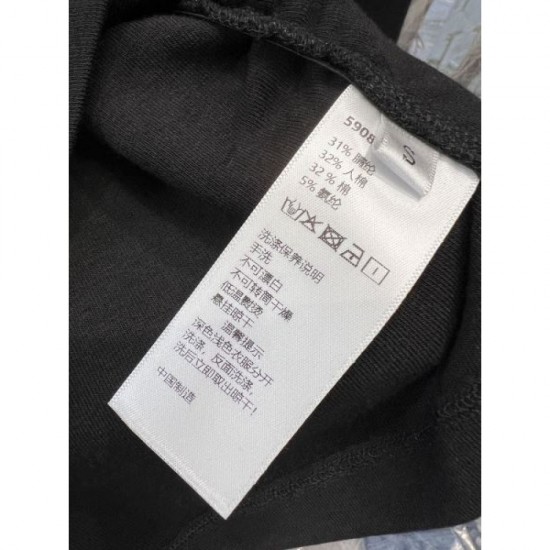 5908
S
31% 腈纶
32% 人棉
32% 棉
5% 氨纶
洗涤保养说明
手洗
不可漂白
不可转筒干燥
低温熨烫
悬挂晾干
温馨提示
深色浅色衣服分开
洗涤，反面洗涤，
洗后立即取出晾干！
中国制造